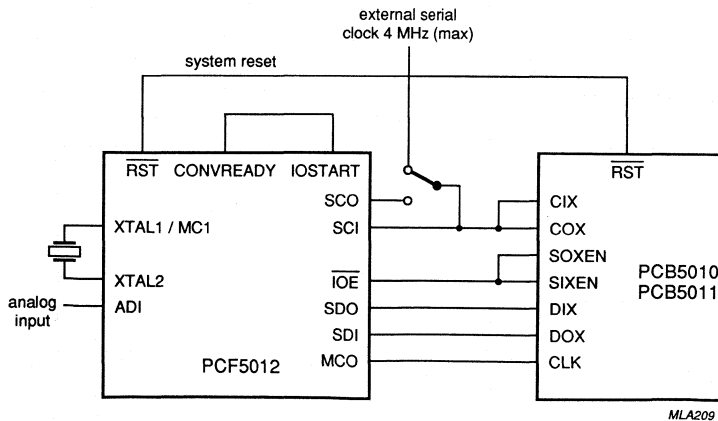 external serial
clock 4 MHz (max)
system reset
RST CONVREADY IOSTART
RST
SCO
SCI
CIX
COX
XTAL1 / MC1
SOXEN
XTAL2
IOE
SIXEN
PCB5010
PCB5011
analog
input
ADI
SDO
DIX
SDI
DOX
PCF5012
MCO
CLK
MLA209